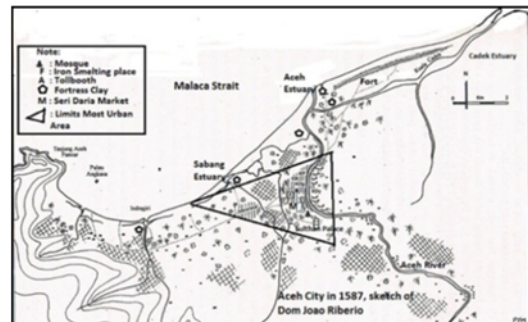 Note:
▲ : Mosque
F : Iron Smelting place
A : Tollbooth
: Fortress Clay
M : Seri Daria Market
: Limits Most Urban
Area
Malaca Strait
Aceh
Estuary
Fort
Cadek Estuary
N
Sabang
Estuary
M
Aceh River
Aceh City in 1587, sketch of
Dom Joao Riberio